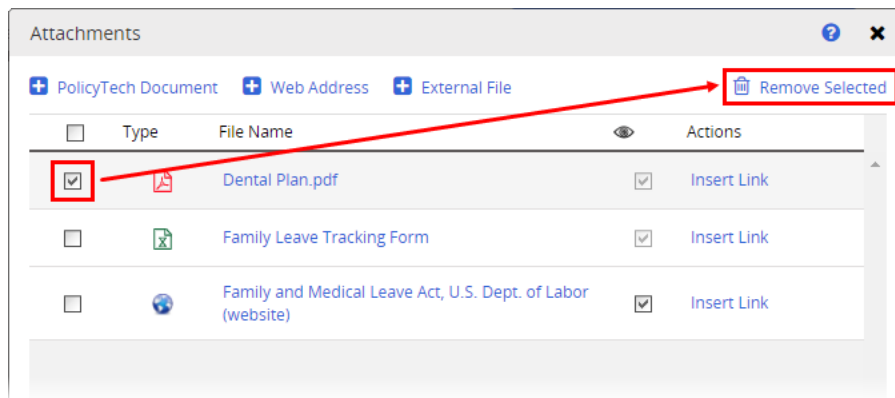 Attachments
PolicyTech Document Web Address External File Remove Selected
Type File Name Actions
Dental Plan.pdf Insert Link
Family Leave Tracking Form Insert Link
Family and Medical Leave Act, U.S. Dept. of Labor
(website) Insert Link